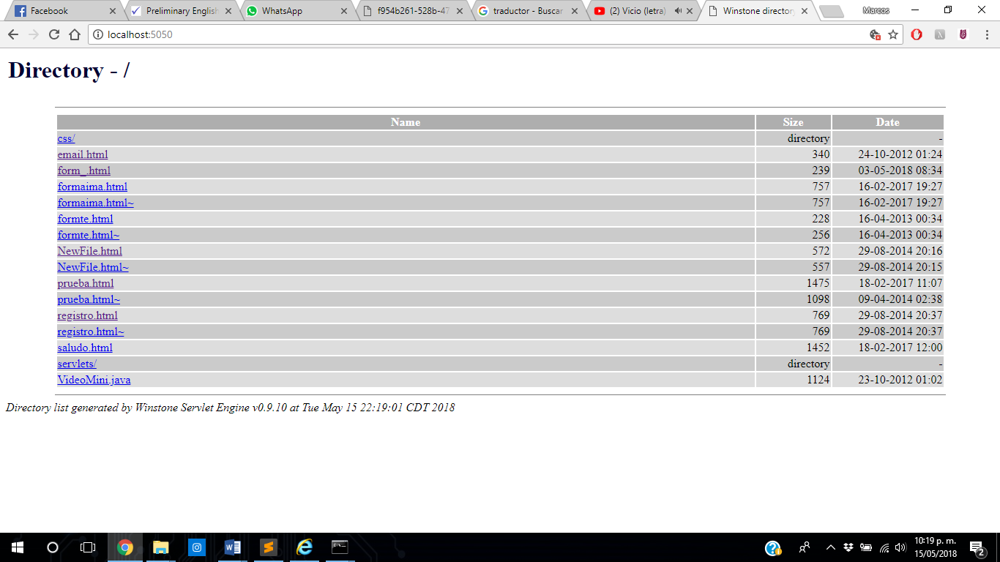 Facebook
Preliminary English
WhatsApp
f954b261-528b-47
traductor - Buscar
(2) Vicio (letra)
Winstone directory
Marcos
localhost:5050
Directory - /
Name Size Date
css/ directory -
email.html 340 24-10-2012 01:24
form_.html 239 03-05-2018 08:34
formaima.html 757 16-02-2017 19:27
formaima.html~ 757 16-02-2017 19:27
formte.html 228 16-04-2013 00:34
formte.html~ 256 16-04-2013 00:34
NewFile.html 572 29-08-2014 20:16
NewFile.html~ 557 29-08-2014 20:15
prueba.html 1475 18-02-2017 11:07
prueba.html~ 1098 09-04-2014 02:38
registro.html 769 29-08-2014 20:37
registro.html~ 769 29-08-2014 20:37
saludo.html 1452 18-02-2017 12:00
servlets/ directory -
VideoMini.java 1124 23-10-2012 01:02
Directory list generated by Winstone Servlet Engine v0.9.10 at Tue May 15 22:19:01 CDT 2018
10:19 p. m.
15/05/2018
2